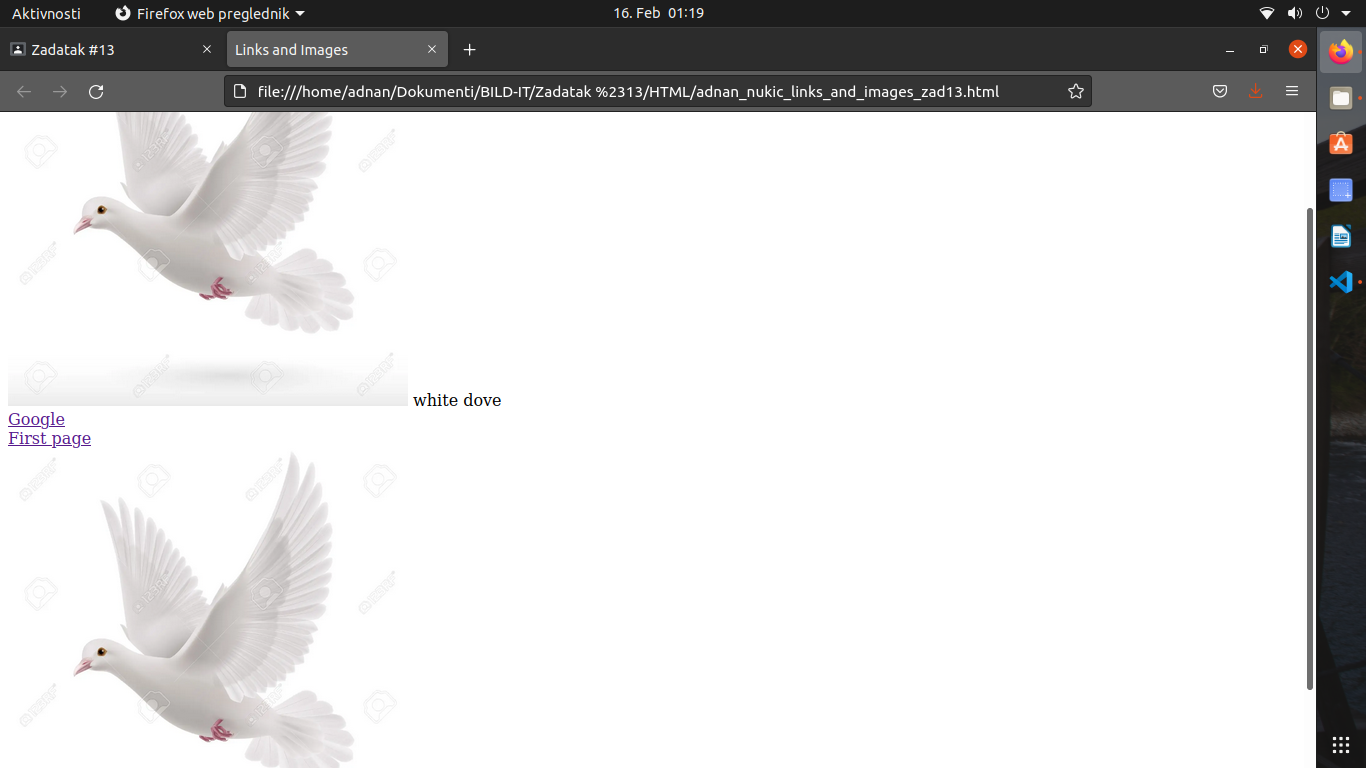 Aktivnosti Firefox web preglednik 16. Feb 01:19
Zadatak #13 Links and Images
file:///home/adnan/Dokumenti/BILD-IT/Zadatak %2313/HTML/adnan_nukic_links_and_images_zad13.html
white dove
Google
First page